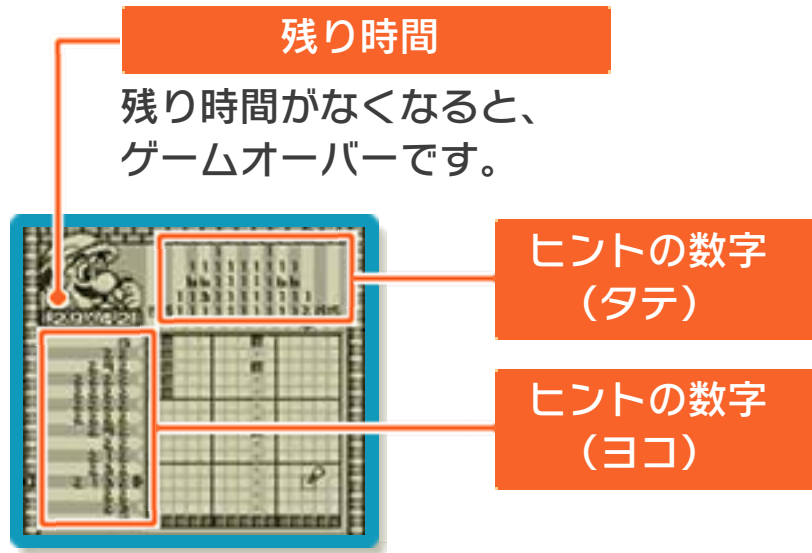 残り時間
残り時間がなくなると、
ゲームオーバーです。
ヒントの数字
（タテ）
ヒントの数字
（ヨコ）